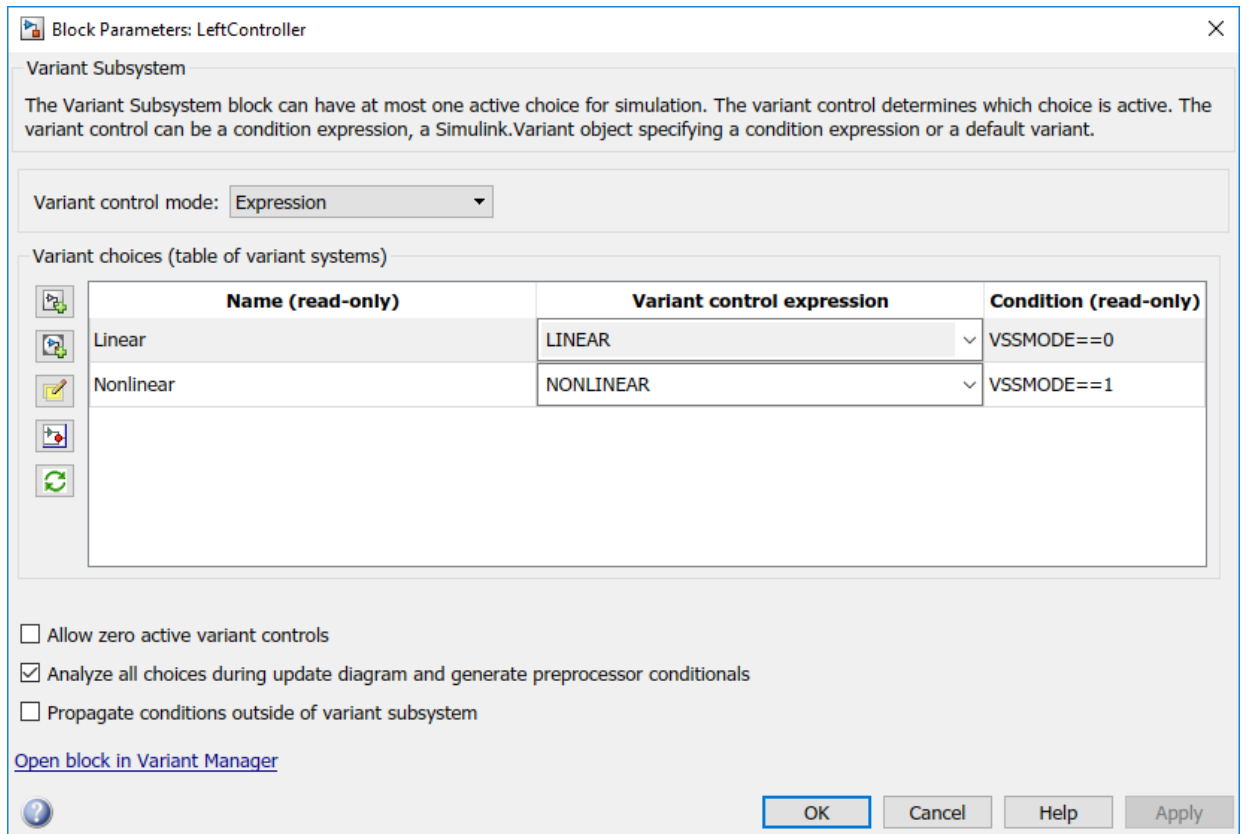 Block Parameters: LeftController
Variant Subsystem
The Variant Subsystem block can have at most one active choice for simulation. The variant control determines which choice is active. The
variant control can be a condition expression, a Simulink.Variant object specifying a condition expression or a default variant.
Variant control mode: Expression
Variant choices (table of variant systems)
Name (read-only) Variant control expression Condition (read-only)
Linear LINEAR VSSMODE==0
Nonlinear NONLINEAR VSSMODE==1
Allow zero active variant controls
Analyze all choices during update diagram and generate preprocessor conditionals
Propagate conditions outside of variant subsystem
Open block in Variant Manager
? OK Cancel Help Apply